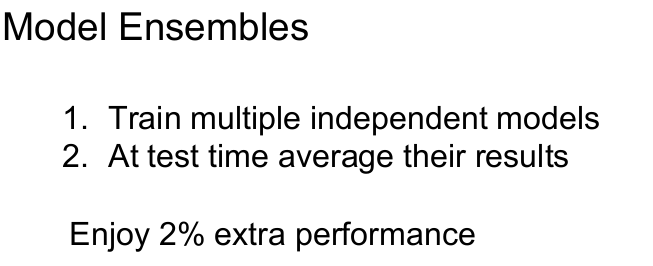 Model Ensembles
1. Train multiple independent models
2. At test time average their results
Enjoy 2% extra performance